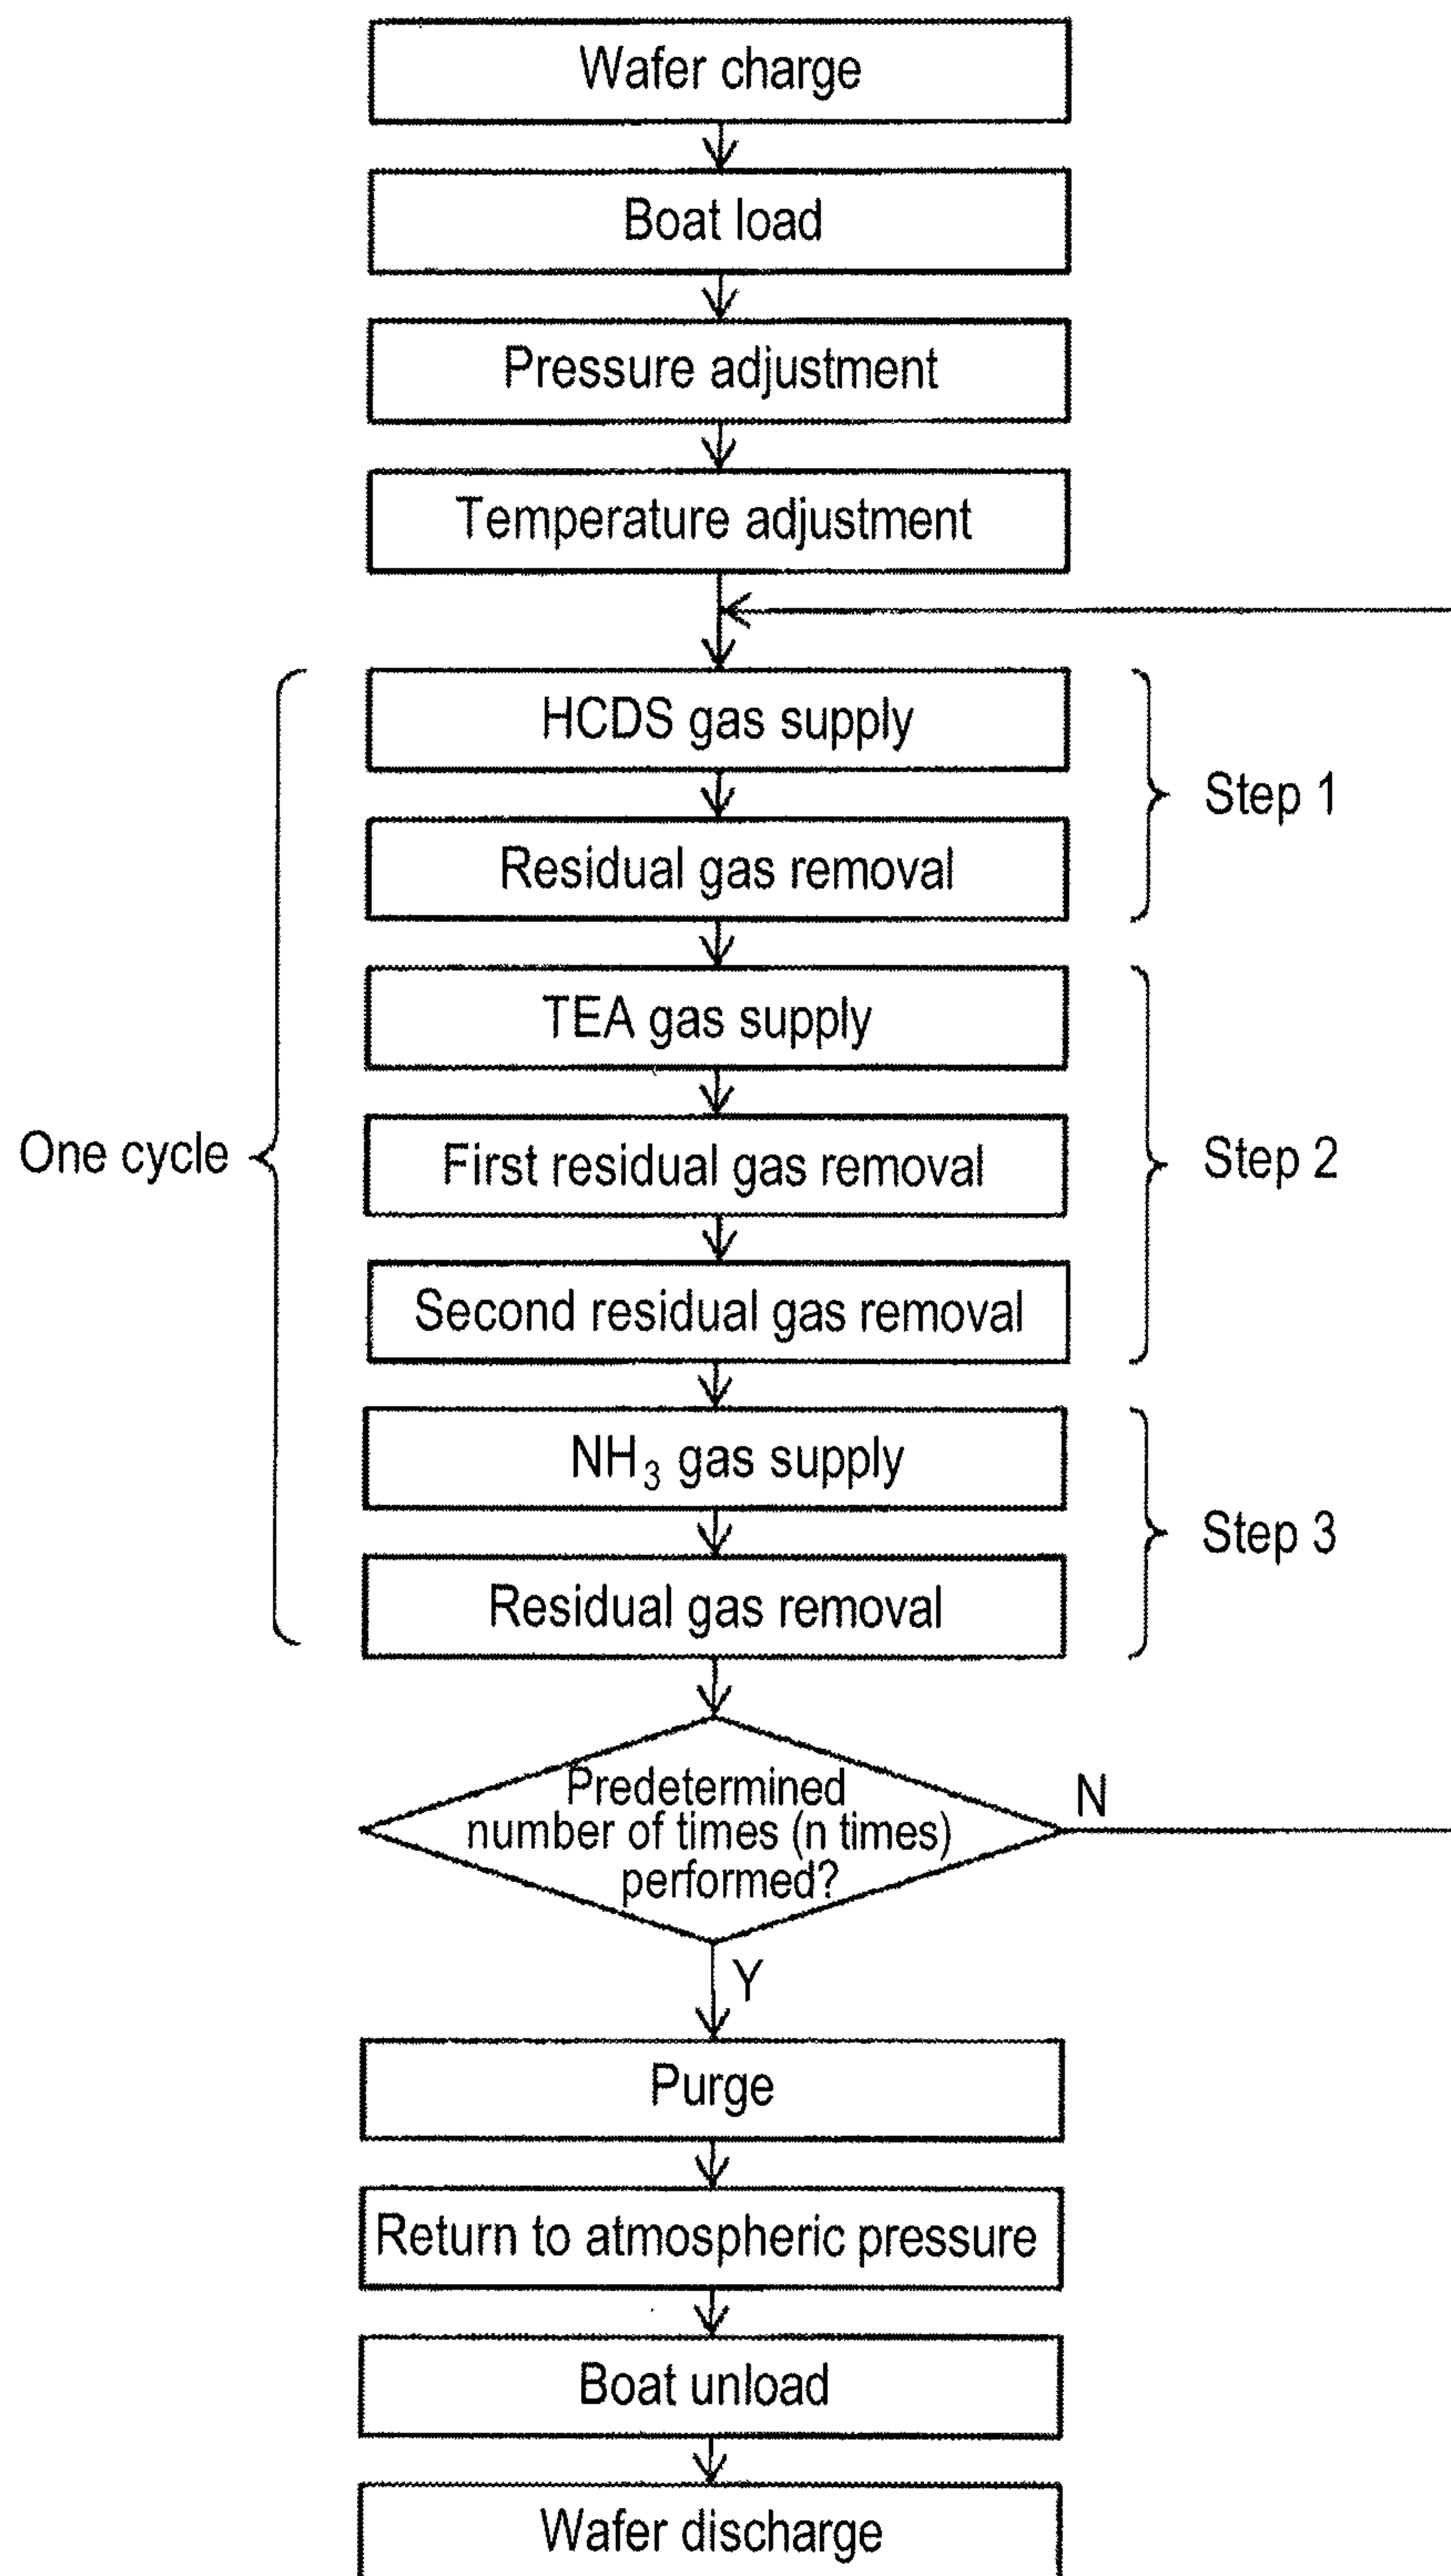 Wafer charge
Boat load
Pressure adjustment
Temperature adjustment
HCDS gas supply
Step 1
Residual gas removal
TEA gas supply
One cycle
First residual gas removal
Step 2
Second residual gas removal
NH₃ gas supply
Step 3
Residual gas removal
Predetermined
number of times (n times)
performed?
N
Y
Purge
Return to atmospheric pressure
Boat unload
Wafer discharge